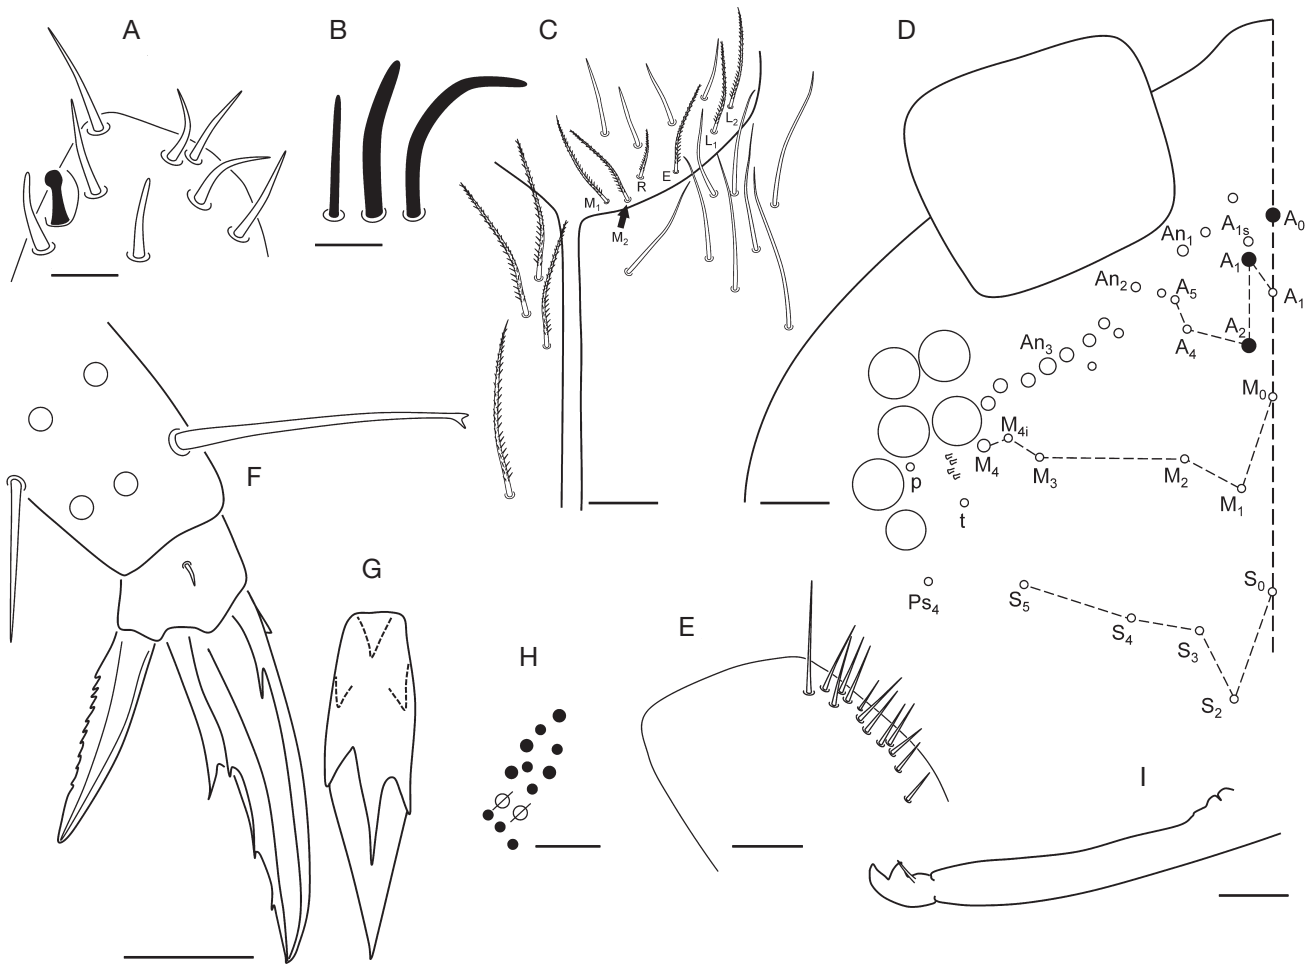 A
B
C
D
L₂
L₁
E
R
M₁
M₂
A₀
A₁s
An₁
A₁
An₂
A₅
A₁
A₂
A₄
An₃
M₀
M₄i
M₄
M₃
M₂
M₁
p
t
F
G
Ps₄
S₅
S₄
S₃
S₀
S₂
E
H
I